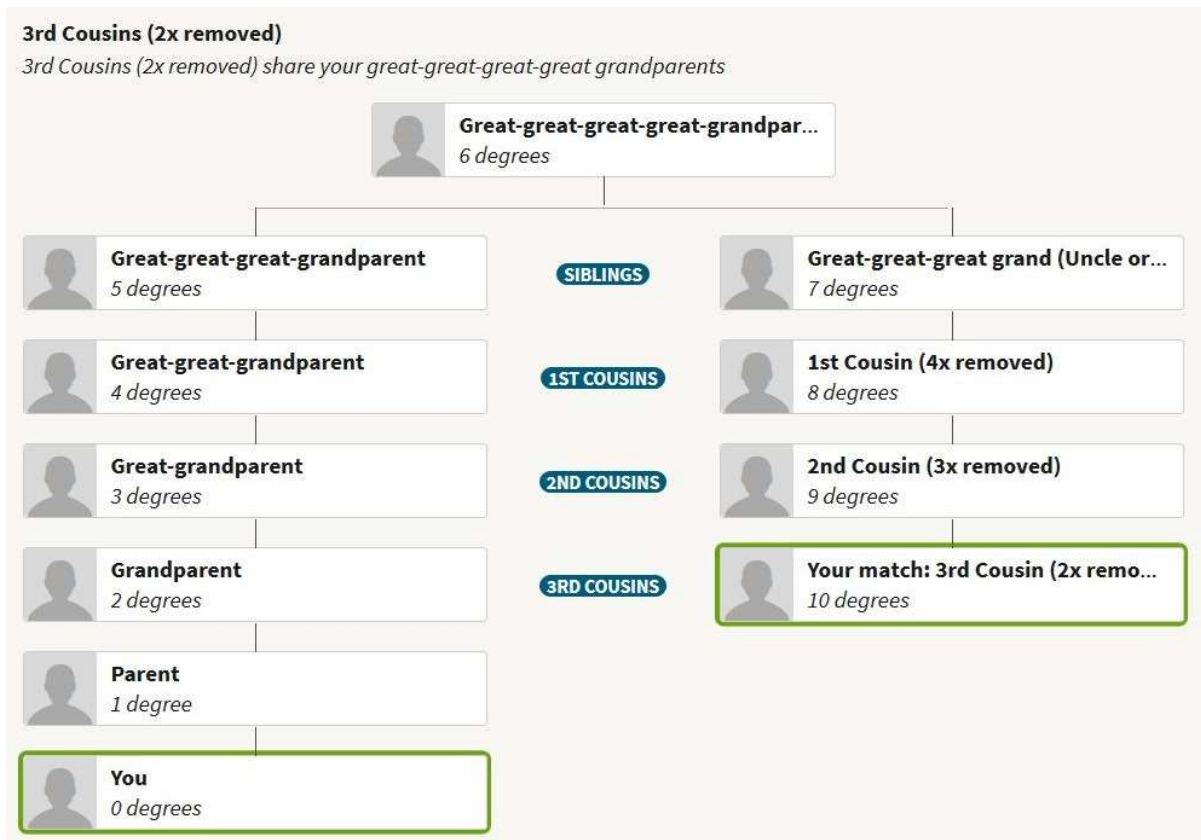 3rd Cousins (2x removed)
3rd Cousins (2x removed) share your great-great-great-great grandparents
Great-great-great-great-grandpar...
6 degrees
Great-great-great-grandparent
5 degrees
SIBLINGS
Great-great-great grand (Uncle or...
7 degrees
Great-great-grandparent
4 degrees
1ST COUSINS
1st Cousin (4x removed)
8 degrees
Great-grandparent
3 degrees
2ND COUSINS
2nd Cousin (3x removed)
9 degrees
Grandparent
2 degrees
3RD COUSINS
Your match: 3rd Cousin (2x remo...
10 degrees
Parent
1 degree
You
0 degrees